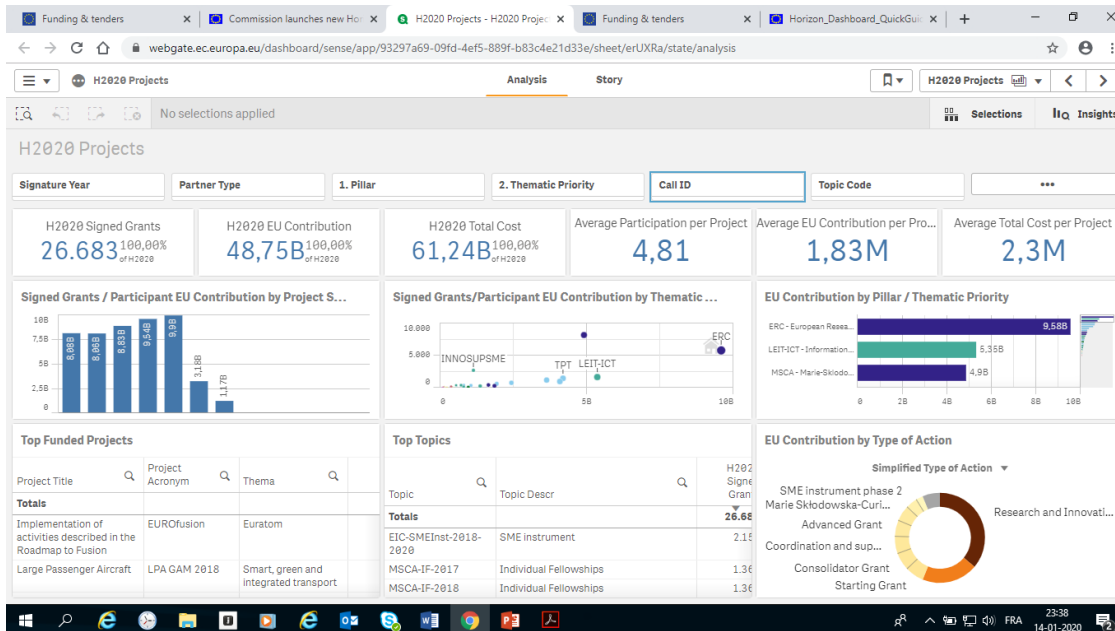 Funding & tenders
Commission launches new Hor
H2020 Projects - H2020 Projec
Funding & tenders
Horizon_Dashboard_QuickGuid
webgate.ec.europa.eu/dashboard/sense/app/93297a69-09fd-4ef5-889f-b83c4e21d33e/sheet/erUXRa/state/analysis
H2020 Projects
Analysis
Story
H2020 Projects
No selections applied
Selections
Insights
H2020 Projects
Signature Year
Partner Type
1. Pillar
2. Thematic Priority
Call ID
Topic Code
H2020 Signed Grants
26.683 100,00% of H2020
H2020 EU Contribution
48,75B 100,00% of H2020
H2020 Total Cost
61,24B 100,00% of H2020
Average Participation per Project
4,81
Average EU Contribution per Pro...
1,83M
Average Total Cost per Project
2,3M
Signed Grants / Participant EU Contribution by Project S...
10B
7,5B
5B
2,5B
0
8,08B
8,06B
8,83B
9,54B
9,9B
3,18B
1,17B
Signed Grants/Participant EU Contribution by Thematic ...
10.000
5.000
0
INNOSUPSME
TPT
LEIT-ICT
ERC
0
5B
10B
EU Contribution by Pillar / Thematic Priority
ERC - European Resea...
9,58B
LEIT-ICT - Information...
5,35B
MSCA - Marie-Sklodo...
4,9B
0
2B
4B
6B
8B
10B
Top Funded Projects
Project Title
Project
Acronym
Thema
Totals
Implementation of
activities described in the
Roadmap to Fusion
EUROfusion
Euratom
Large Passenger Aircraft
LPA GAM 2018
Smart, green and
integrated transport
Top Topics
Topic
Topic Descr
H202
Signe
Gran
Totals
26.68
EIC-SMEInst-2018-
2020
SME instrument
2.15
MSCA-IF-2017
Individual Fellowships
1.36
MSCA-IF-2018
Individual Fellowships
1.36
EU Contribution by Type of Action
Simplified Type of Action
SME instrument phase 2
Marie Skłodowska-Curi...
Advanced Grant
Coordination and sup...
Consolidator Grant
Starting Grant
Research and Innovati...
FRA
23:38
14-01-2020